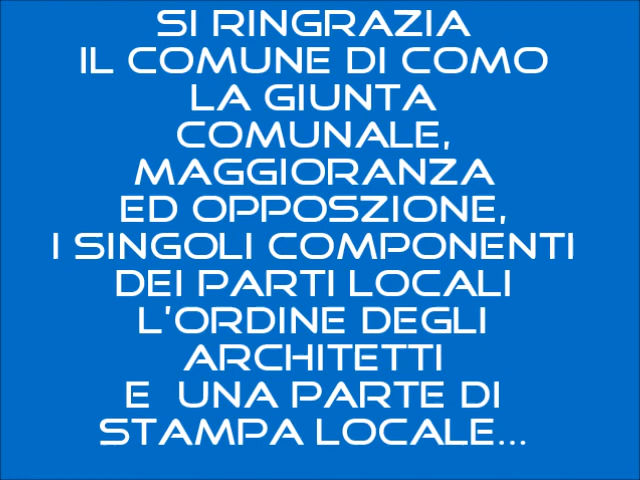 SI RINGRAZIA
IL COMUNE DI COMO
LA GIUNTA
COMUNALE,
MAGGIORANZA
ED OPPOSZIONE,
I SINGOLI COMPONENTI
DEI PARTI LOCALI
L'ORDINE DEGLI
ARCHITETTI
E UNA PARTE DI
STAMPA LOCALE...